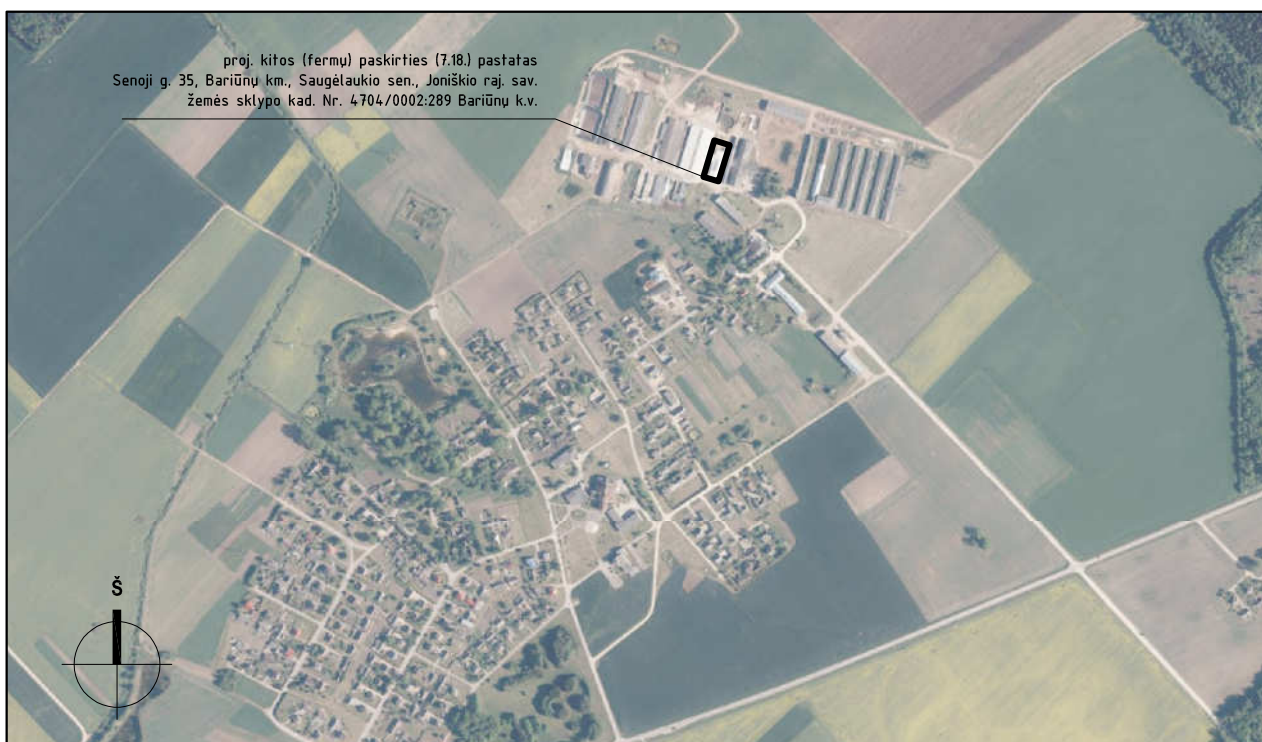 proj. kitos (fermų) paskirties (7.18.) pastatas
Senoji g. 35, Bariūnų km., Saugėlaukio sen., Joniškio raj. sav.
žemės sklypo kad. Nr. 4704/0002:289 Bariūnų k.v.
Š